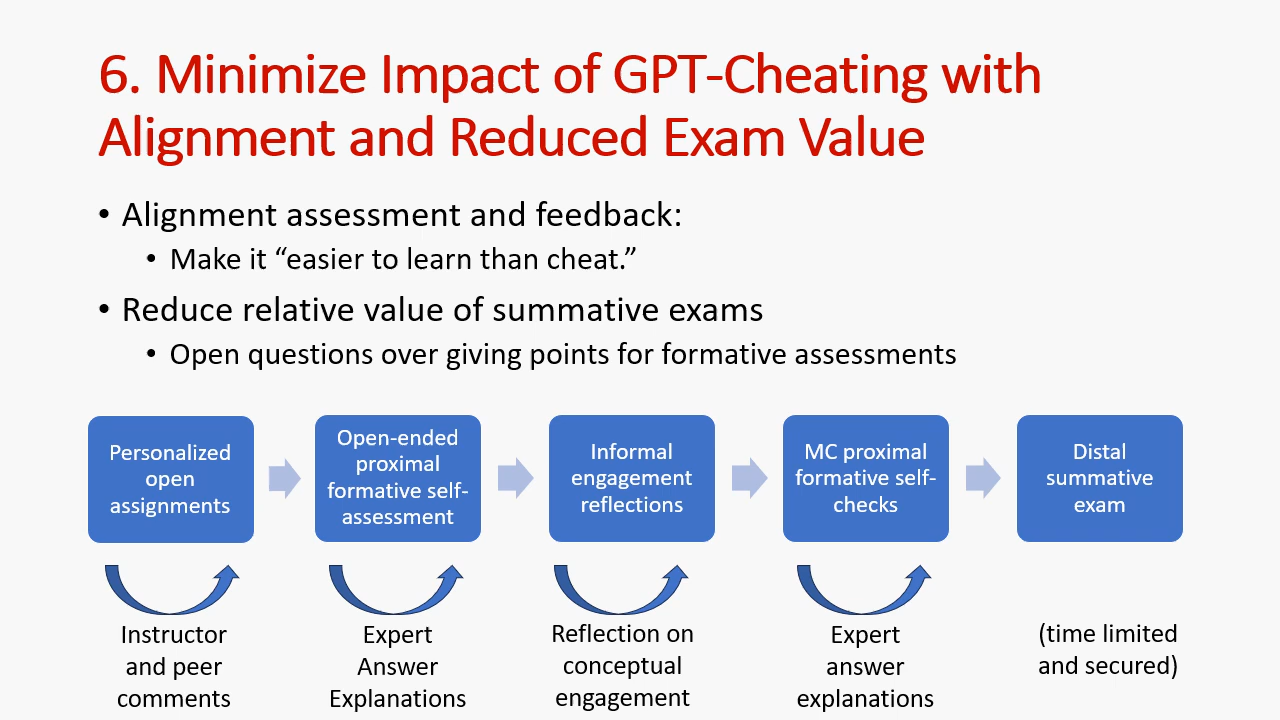 6. Minimize Impact of GPT-Cheating with
Alignment and Reduced Exam Value
• Alignment assessment and feedback:
• Make it “easier to learn than cheat.”
• Reduce relative value of summative exams
• Open questions over giving points for formative assessments
Personalized
open
assignments
Open-ended
proximal
formative self-
assessment
Informal
engagement
reflections
MC proximal
formative self-
checks
Distal
summative
exam
Instructor
and peer
comments
Expert
Answer
Explanations
Reflection on
conceptual
engagement
Expert
answer
explanations
(time limited
and secured)